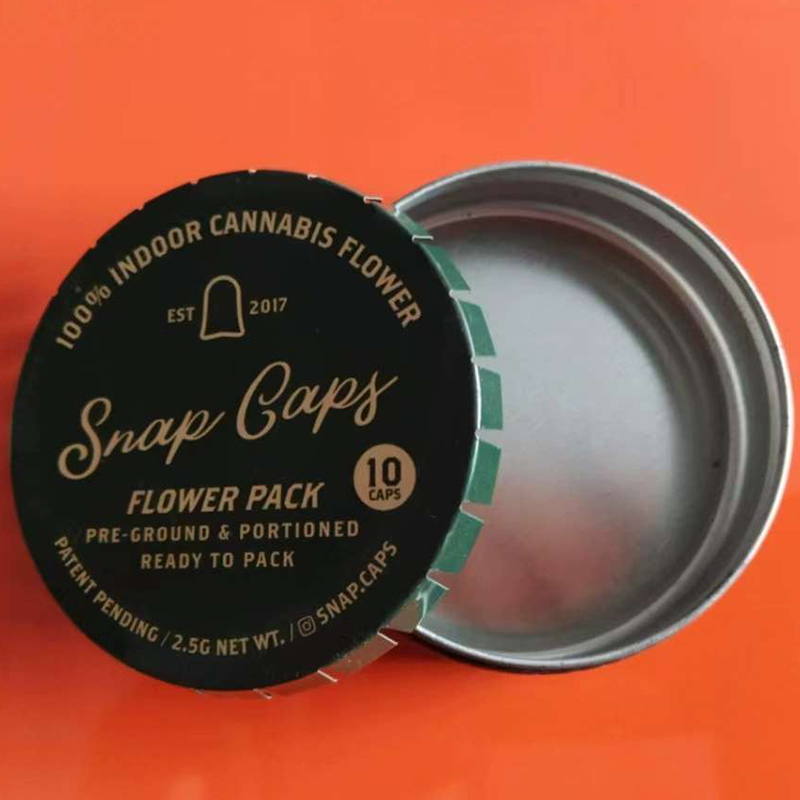 100% INDOOR CANNABIS FLOWER
EST 2017
Snap Caps
10
CAPS
FLOWER PACK
PRE-GROUND & PORTIONED
READY TO PACK
PATENT PENDING / 2.5G NET WT. / SNAP.CAPS